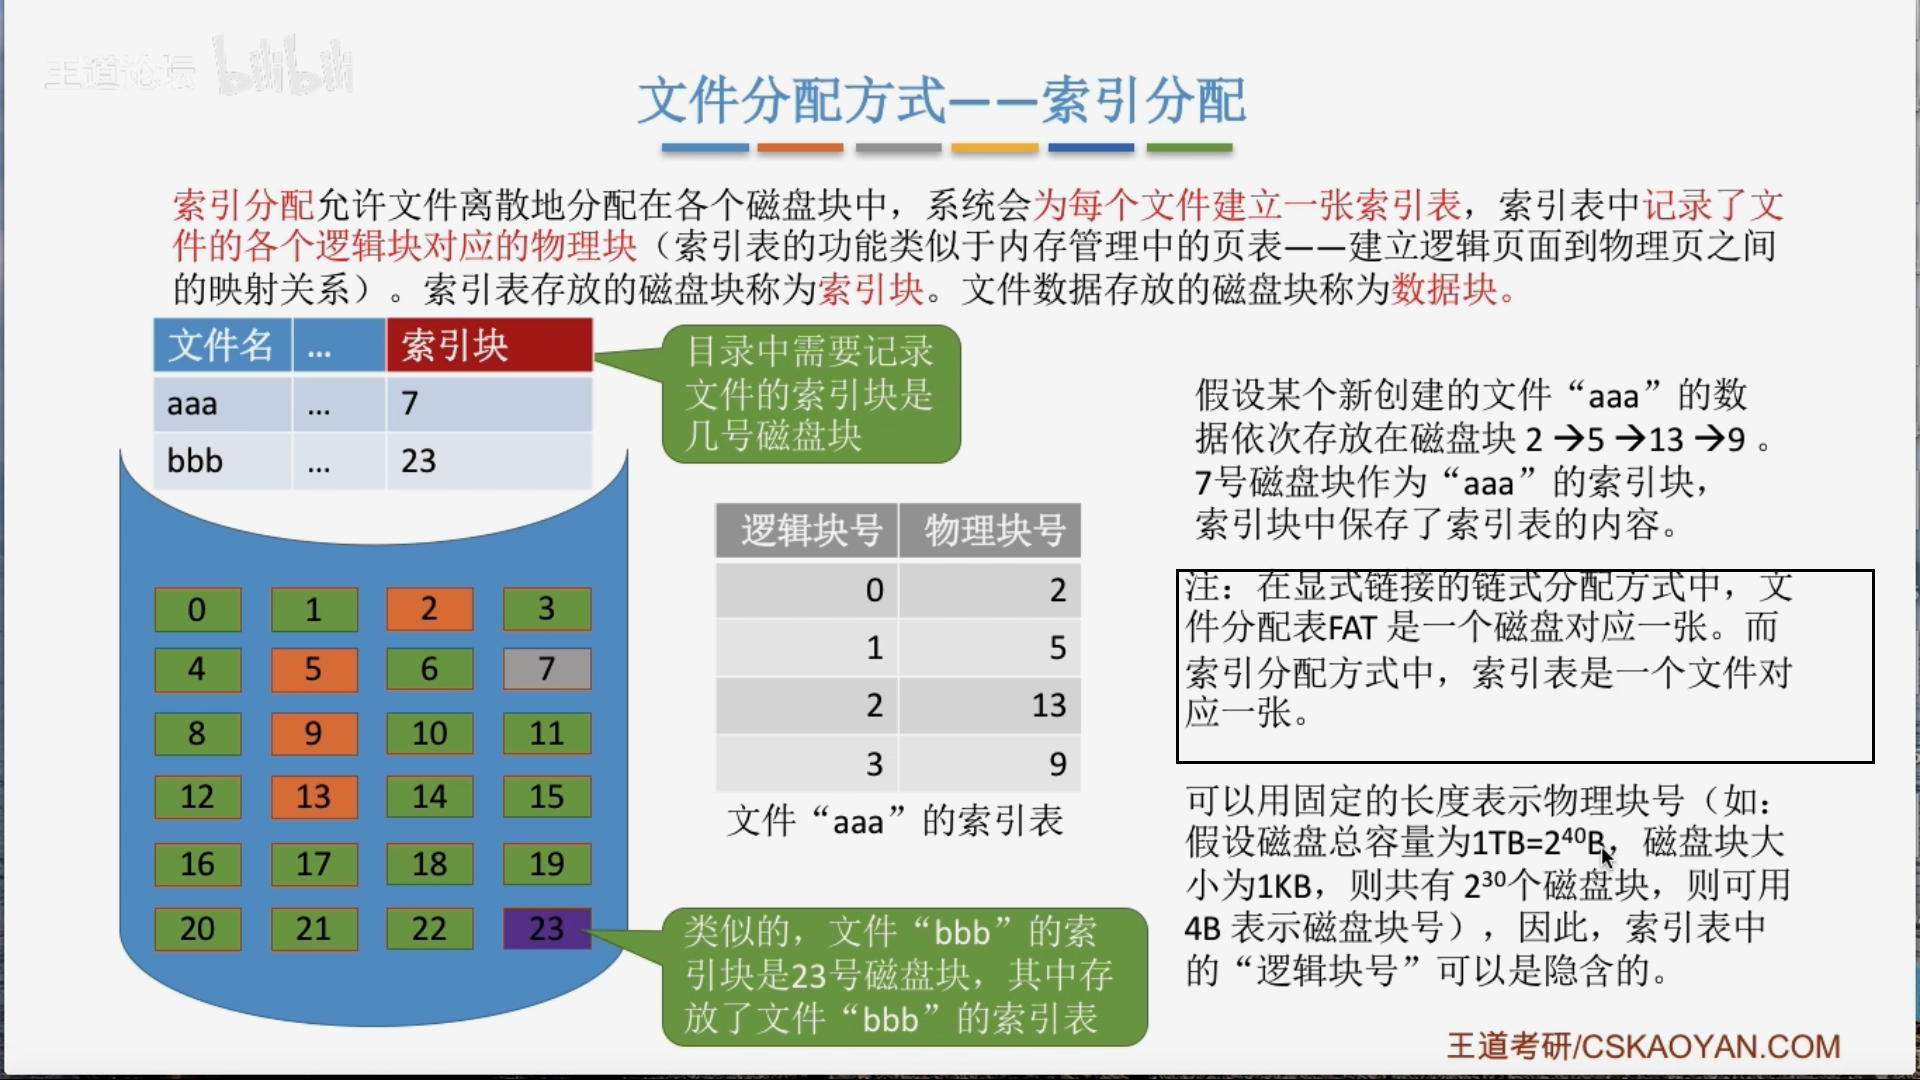 王道论坛 bilibili
文件分配方式——索引分配
索引分配允许文件离散地分配在各个磁盘块中，系统会为每个文件建立一张索引表，索引表中记录了文
件的各个逻辑块对应的物理块（索引表的功能类似于内存管理中的页表——建立逻辑页面到物理页之间
的映射关系）。索引表存放的磁盘块称为索引块。文件数据存放的磁盘块称为数据块。
文件名 ... 索引块
aaa ... 7
bbb ... 23
目录中需要记录
文件的索引块是
几号磁盘块
0 1 2 3
4 5 6 7
8 9 10 11
12 13 14 15
16 17 18 19
20 21 22 23
逻辑块号 物理块号
0 2
1 5
2 13
3 9
文件“aaa”的索引表
类似的，文件“bbb”的索
引块是23号磁盘块，其中存
放了文件“bbb”的索引表
假设某个新创建的文件“aaa”的数
据依次存放在磁盘块 2 →5 →13 →9 。
7号磁盘块作为“aaa”的索引块，
索引块中保存了索引表的内容。
注：在显式链接的链式分配方式中，文
件分配表FAT 是一个磁盘对应一张。而
索引分配方式中，索引表是一个文件对
应一张。
可以用固定的长度表示物理块号（如：
假设磁盘总容量为1TB=2⁴⁰B，磁盘块大
小为1KB，则共有 2³⁰个磁盘块，则可用
4B 表示磁盘块号），因此，索引表中
的“逻辑块号”可以是隐含的。
王道考研/CSKAOYAN.COM